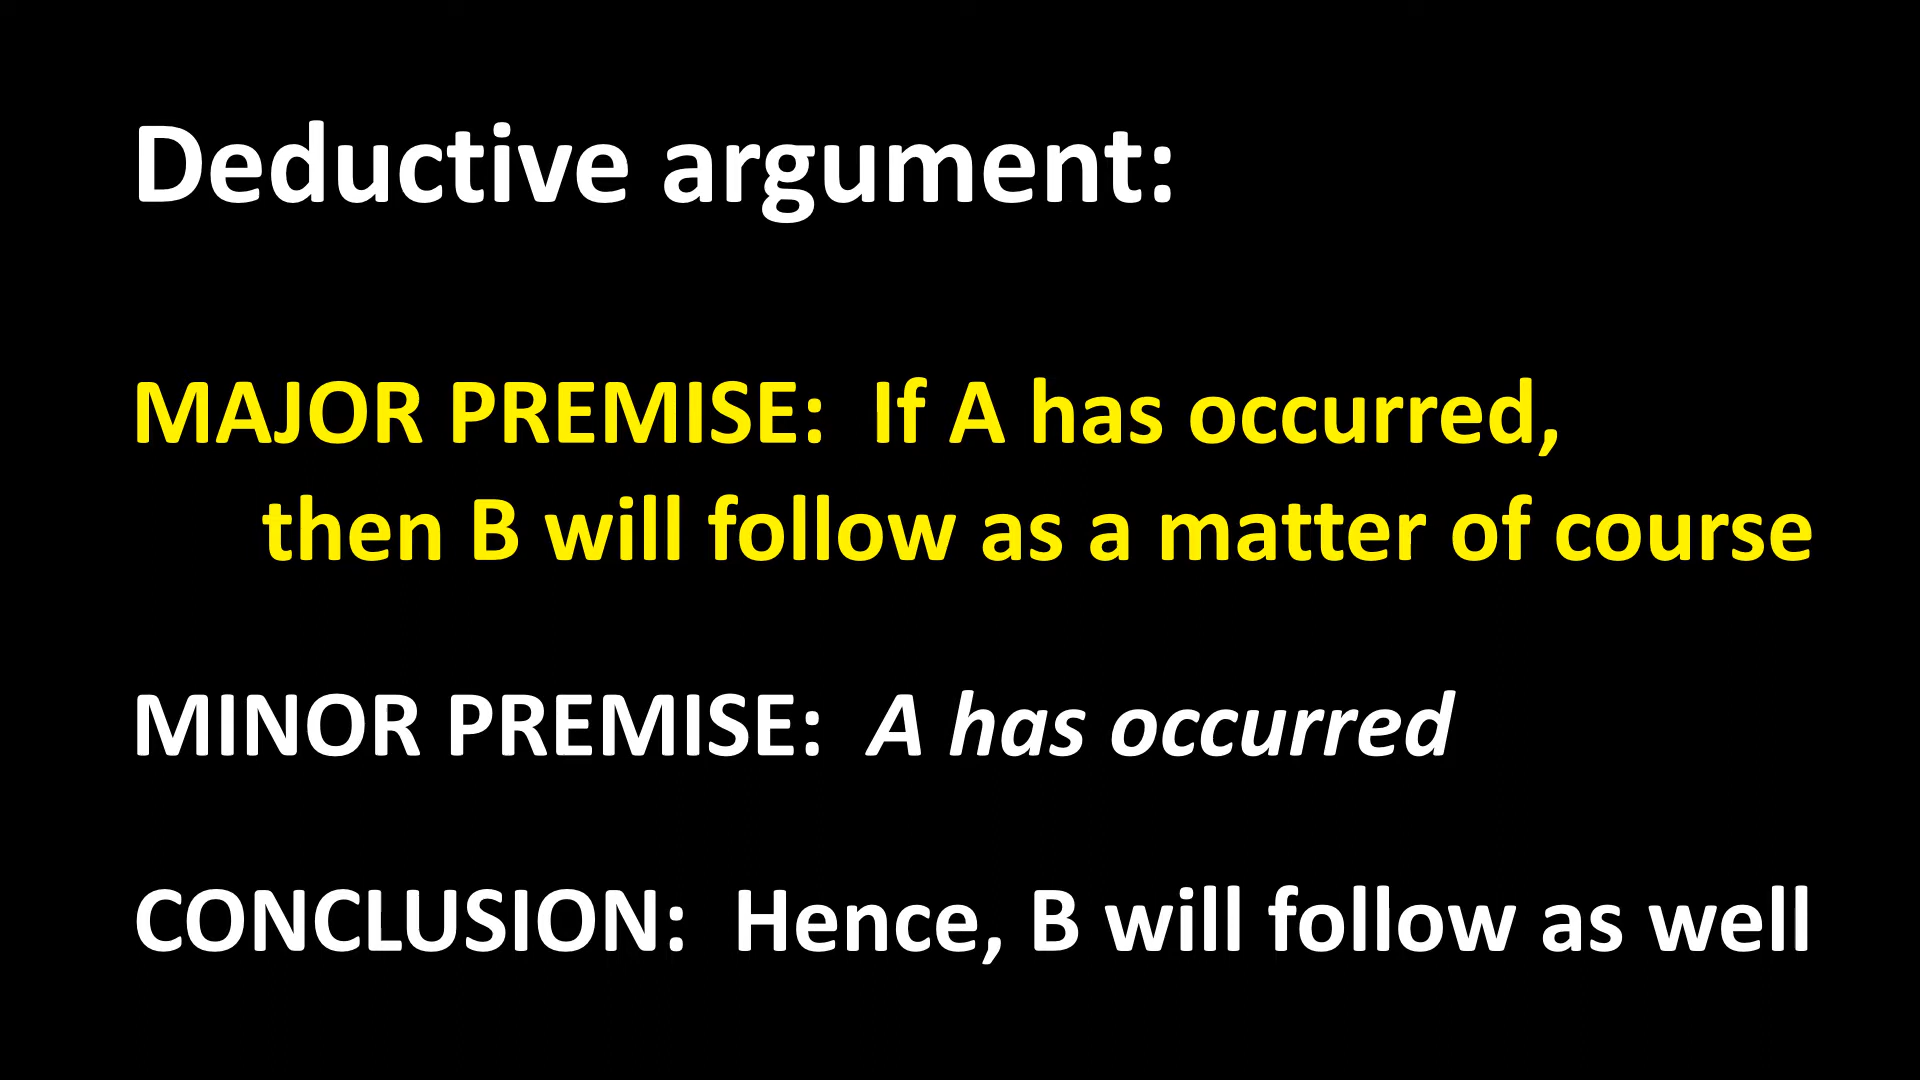 Deductive argument:
MAJOR PREMISE: If A has occurred,
then B will follow as a matter of course
MINOR PREMISE: A has occurred
CONCLUSION: Hence, B will follow as well